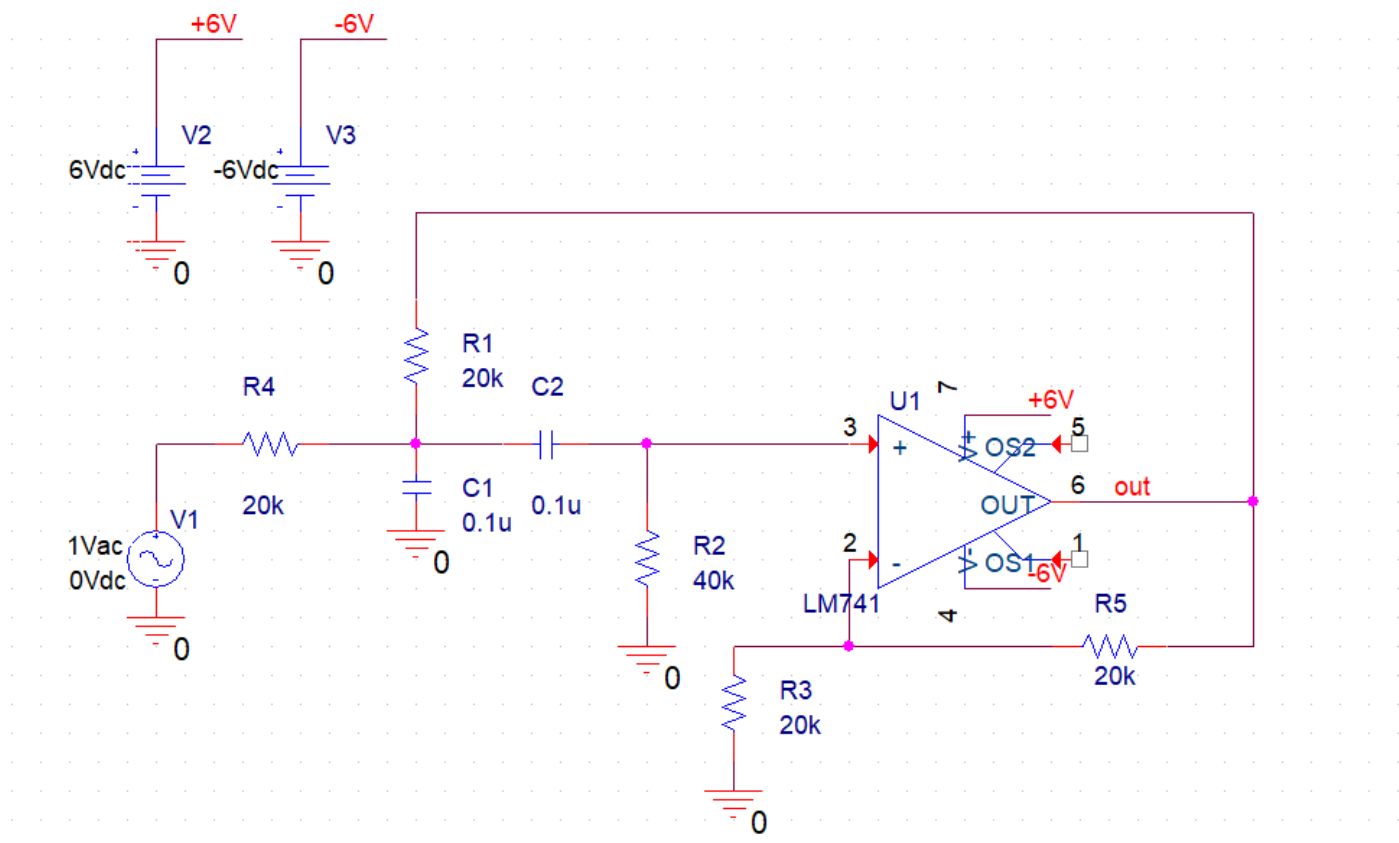 +6V
-6V
V2
V3
6Vdc
-6Vdc
0
0
R1
20k
R4
C2
U1
7
+6V
3
+
V+
OS2
5
C1
0.1u
20k
0.1u
OUT
6
out
V1
1Vac
0Vdc
0
R2
40k
2
-
V-
OS1
1
-6V
LM741
4
R5
20k
0
0
R3
20k
0